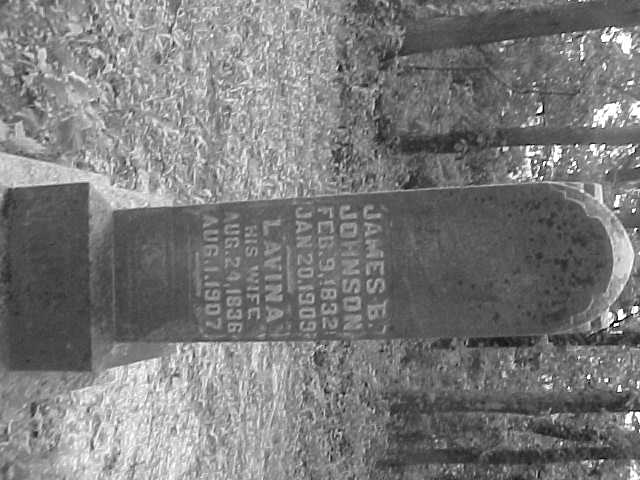 JAMES E.
JOHNSON
FEB. 9, 1832
JAN. 20, 1909
LAVINA
HIS WIFE
AUG. 24, 1836
AUG. 1, 1907